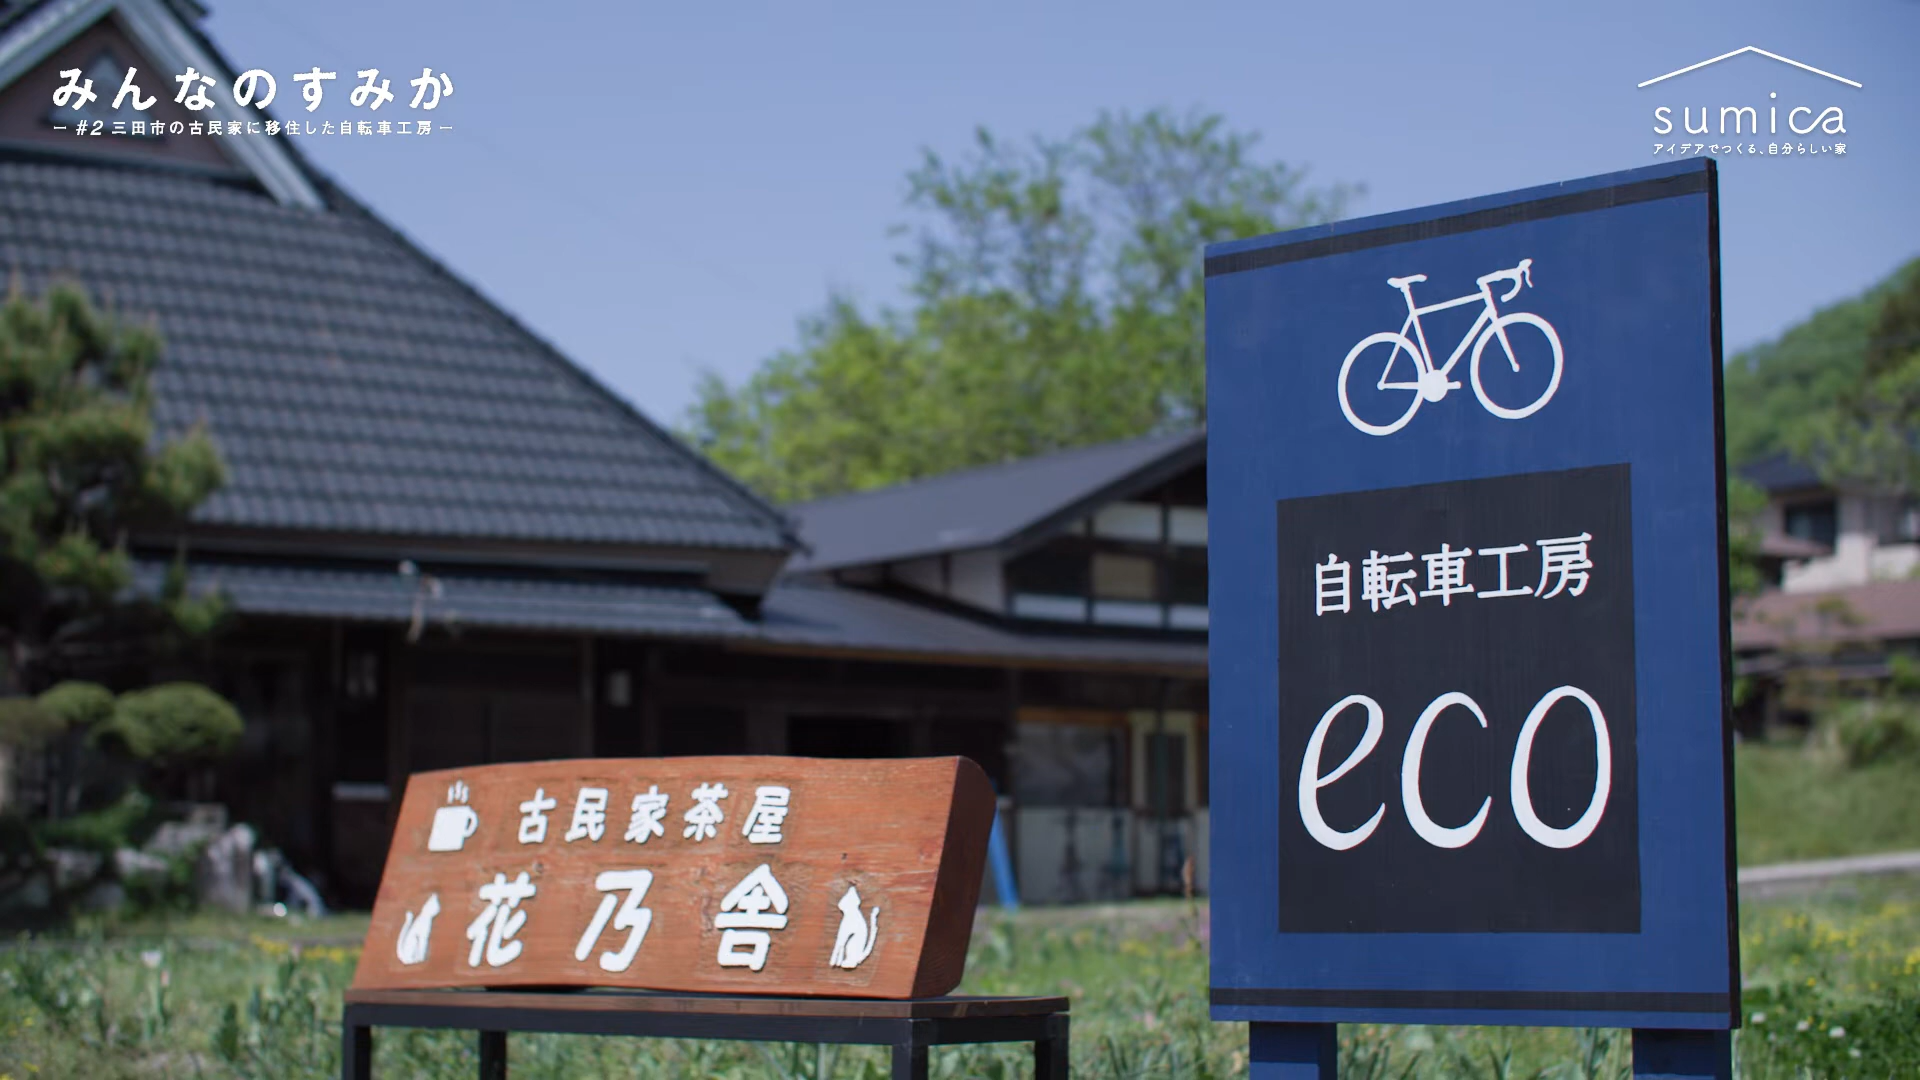 みんなのすみか
- #2 三田市の古民家に移住した自転車工房 -
sumica
アイデアでつくる、自分らしい家
自転車工房
eco
古民家茶屋
花乃舎